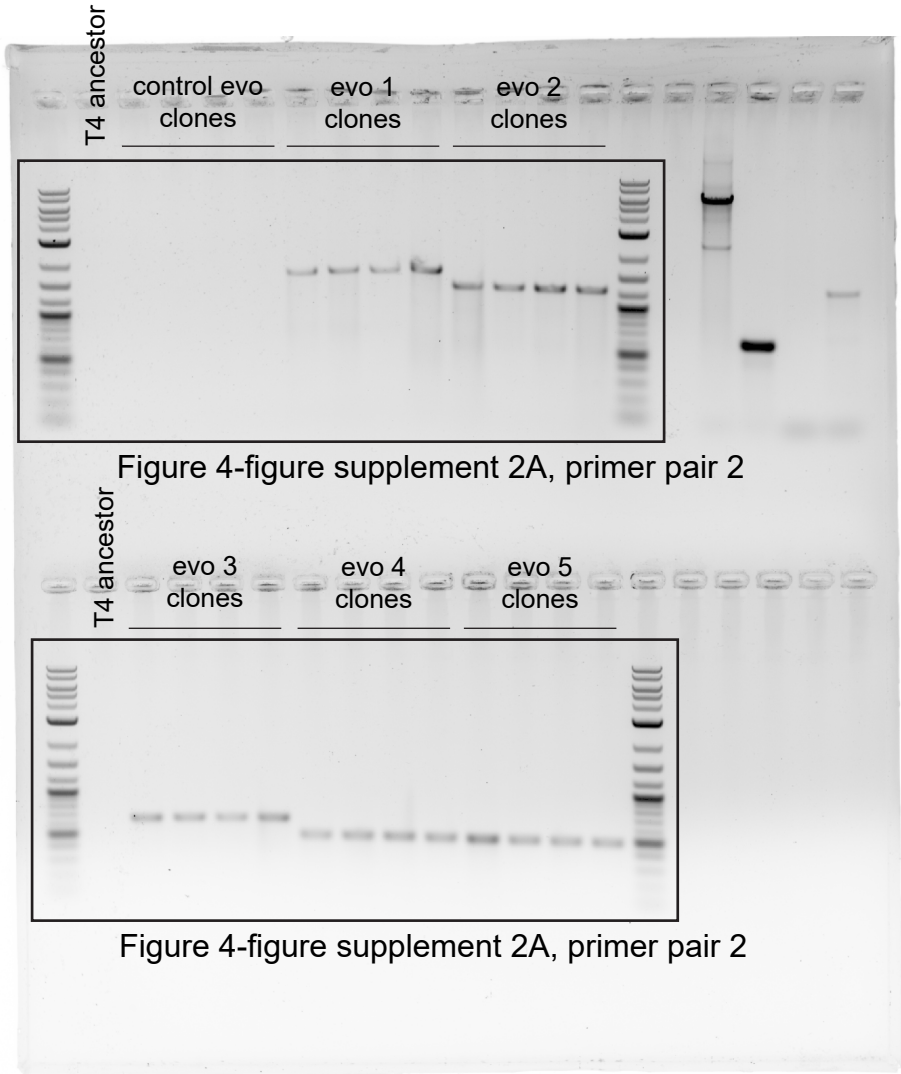 T4 ancestor
control evo
clones
evo 1
clones
evo 2
clones
Figure 4-figure supplement 2A, primer pair 2
T4 ancestor
evo 3
clones
evo 4
clones
evo 5
clones
Figure 4-figure supplement 2A, primer pair 2